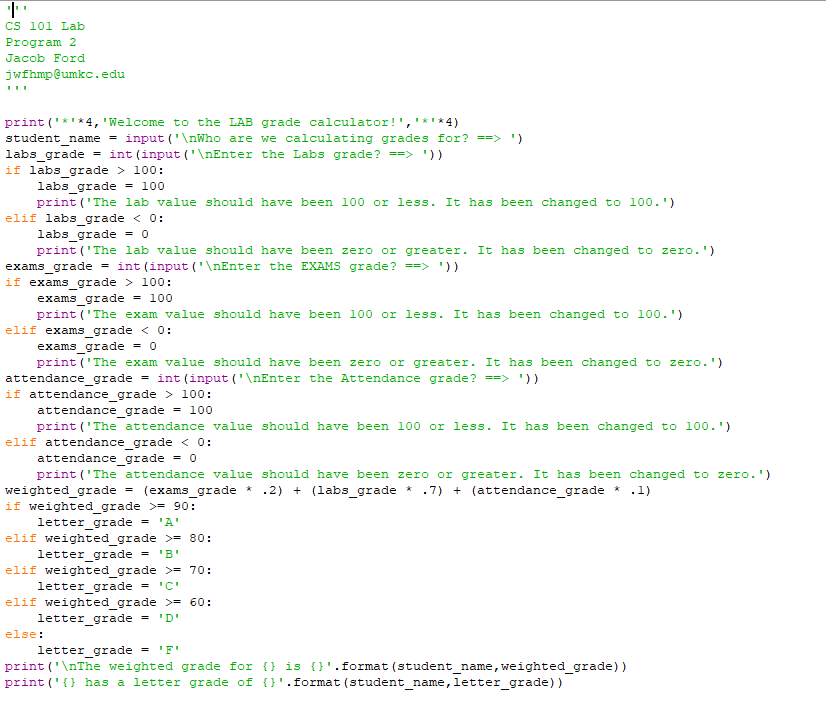 '''
CS 101 Lab
Program 2
Jacob Ford
jwfhmp@umkc.edu
'''
print('*'*4,'Welcome to the LAB grade calculator!','*'*4)
student_name = input('\nWho are we calculating grades for? ==> ')
labs_grade = int(input('\nEnter the Labs grade? ==> '))
if labs_grade > 100:
    labs_grade = 100
    print('The lab value should have been 100 or less. It has been changed to 100.')
elif labs_grade < 0:
    labs_grade = 0
    print('The lab value should have been zero or greater. It has been changed to zero.')
exams_grade = int(input('\nEnter the EXAMS grade? ==> '))
if exams_grade > 100:
    exams_grade = 100
    print('The exam value should have been 100 or less. It has been changed to 100.')
elif exams_grade < 0:
    exams_grade = 0
    print('The exam value should have been zero or greater. It has been changed to zero.')
attendance_grade = int(input('\nEnter the Attendance grade? ==> '))
if attendance_grade > 100:
    attendance_grade = 100
    print('The attendance value should have been 100 or less. It has been changed to 100.')
elif attendance_grade < 0:
    attendance_grade = 0
    print('The attendance value should have been zero or greater. It has been changed to zero.')
weighted_grade = (exams_grade * .2) + (labs_grade * .7) + (attendance_grade * .1)
if weighted_grade >= 90:
    letter_grade = 'A'
elif weighted_grade >= 80:
    letter_grade = 'B'
elif weighted_grade >= 70:
    letter_grade = 'C'
elif weighted_grade >= 60:
    letter_grade = 'D'
else:
    letter_grade = 'F'
print('\nThe weighted grade for {} is {}'.format(student_name,weighted_grade))
print('{} has a letter grade of {}'.format(student_name,letter_grade))